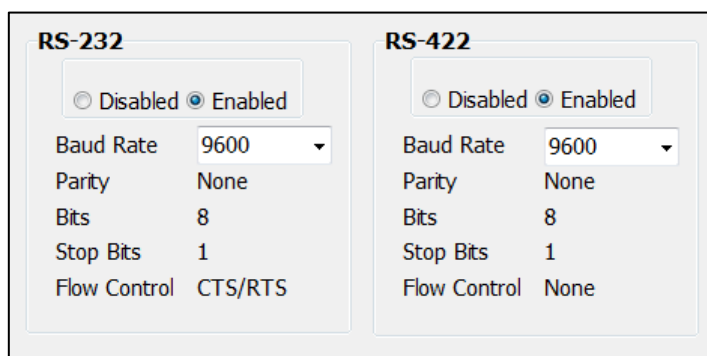 RS-232
Disabled Enabled
Baud Rate 9600
Parity None
Bits 8
Stop Bits 1
Flow Control CTS/RTS
RS-422
Disabled Enabled
Baud Rate 9600
Parity None
Bits 8
Stop Bits 1
Flow Control None